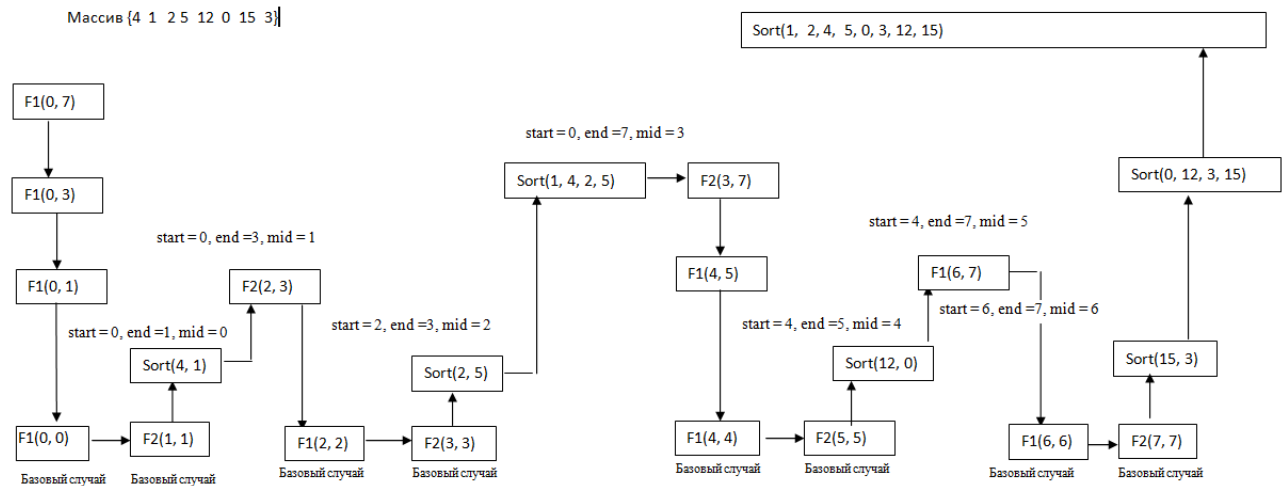 Массив {4 1 2 5 12 0 15 3}
Sort(1, 2, 4, 5, 0, 3, 12, 15)
F1(0, 7)
start = 0, end =7, mid = 3
F1(0, 3)
Sort(1, 4, 2, 5)
F2(3, 7)
Sort(0, 12, 3, 15)
start = 0, end =3, mid = 1
start = 4, end =7, mid = 5
F1(0, 1)
F2(2, 3)
F1(4, 5)
F1(6, 7)
start = 0, end =1, mid = 0
start = 2, end =3, mid = 2
start = 4, end =5, mid = 4
start = 6, end =7, mid = 6
Sort(4, 1)
Sort(2, 5)
Sort(12, 0)
Sort(15, 3)
F1(0, 0)
F2(1, 1)
F1(2, 2)
F2(3, 3)
F1(4, 4)
F2(5, 5)
F1(6, 6)
F2(7, 7)
Базовый случай
Базовый случай
Базовый случай
Базовый случай
Базовый случай
Базовый случай
Базовый случай
Базовый случай